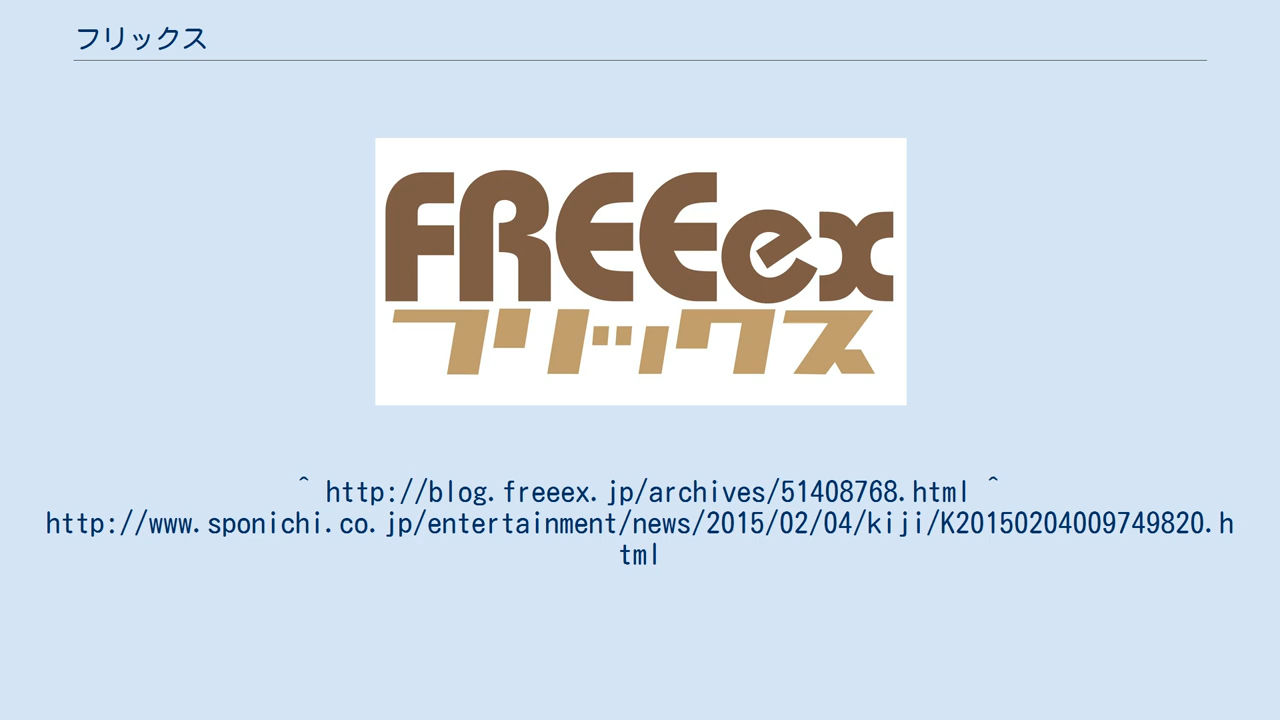 フリックス
FREEex
フリックス
^ http://blog.freeex.jp/archives/51408768.html ^
http://www.sponichi.co.jp/entertainment/news/2015/02/04/kiji/K20150204009749820.h
tml